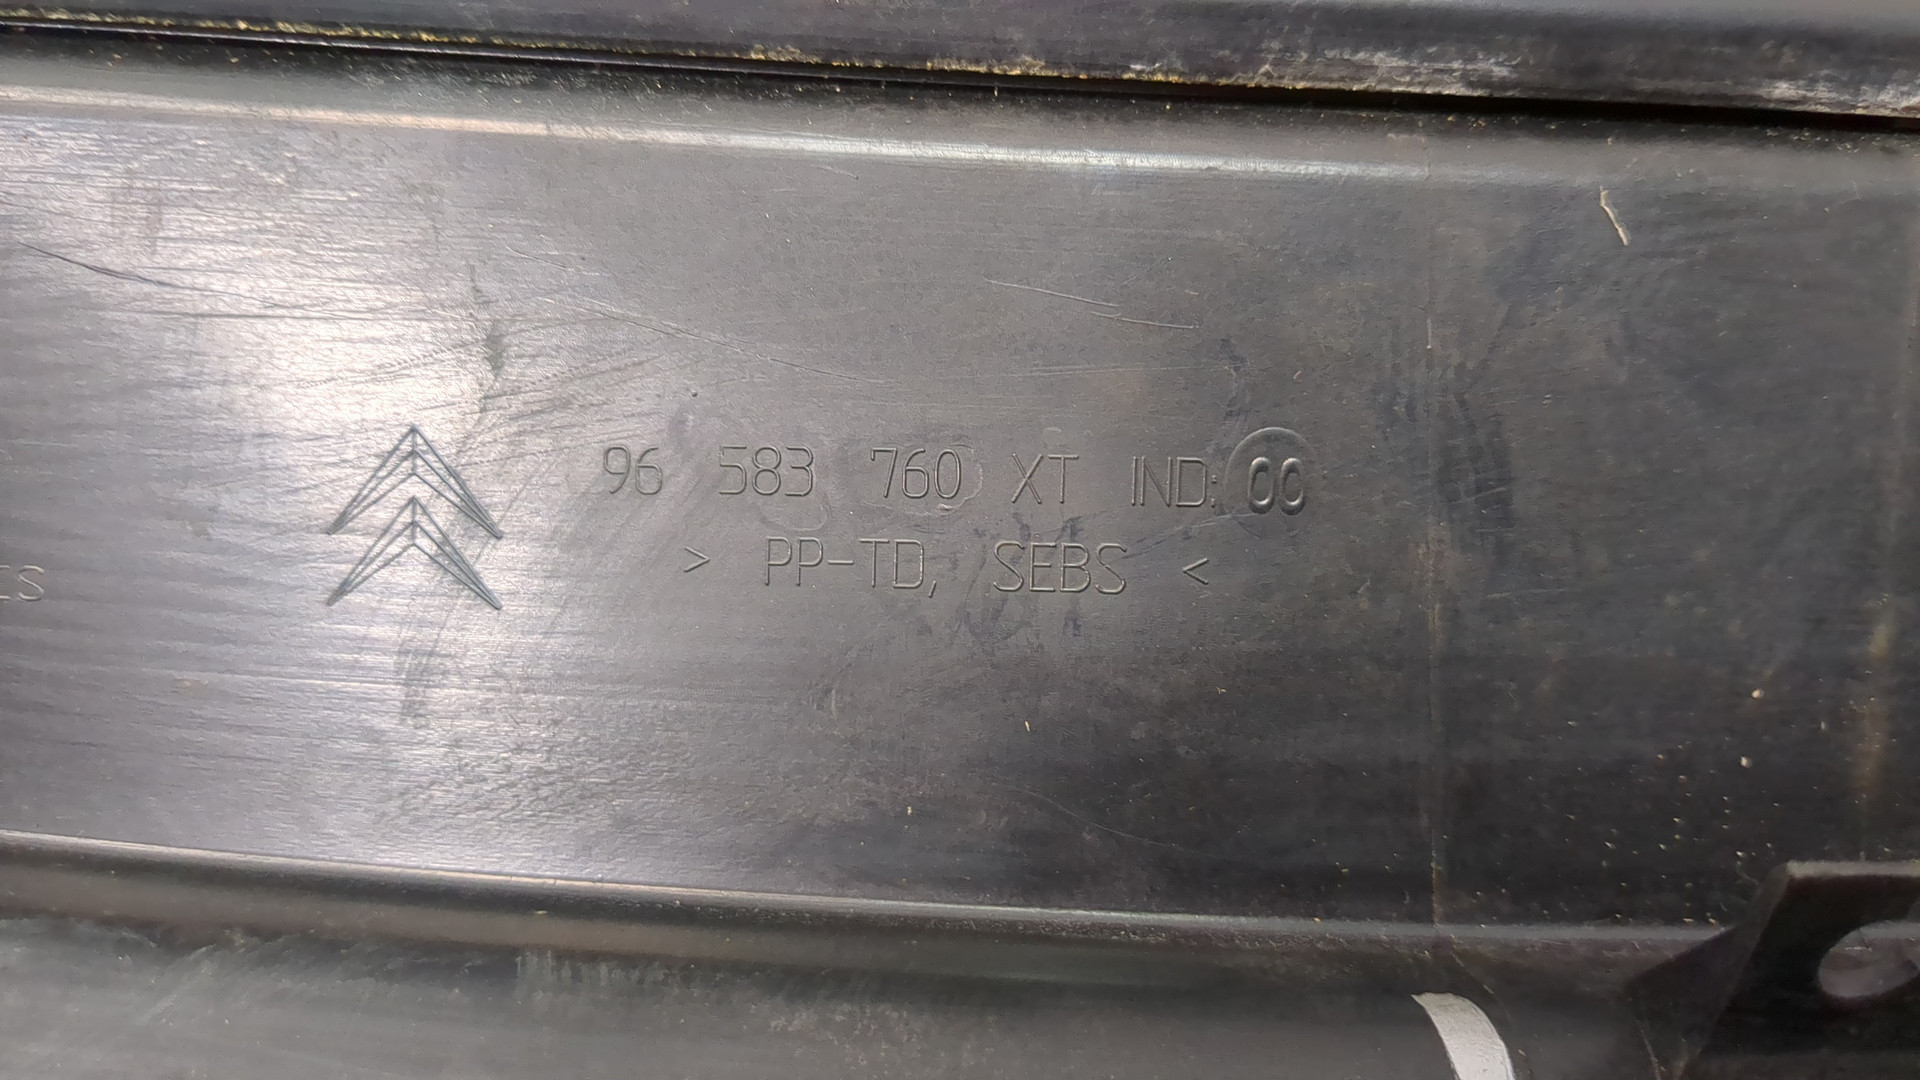 96 583 760 XT IND: 00
> PP-TD, SEBS <